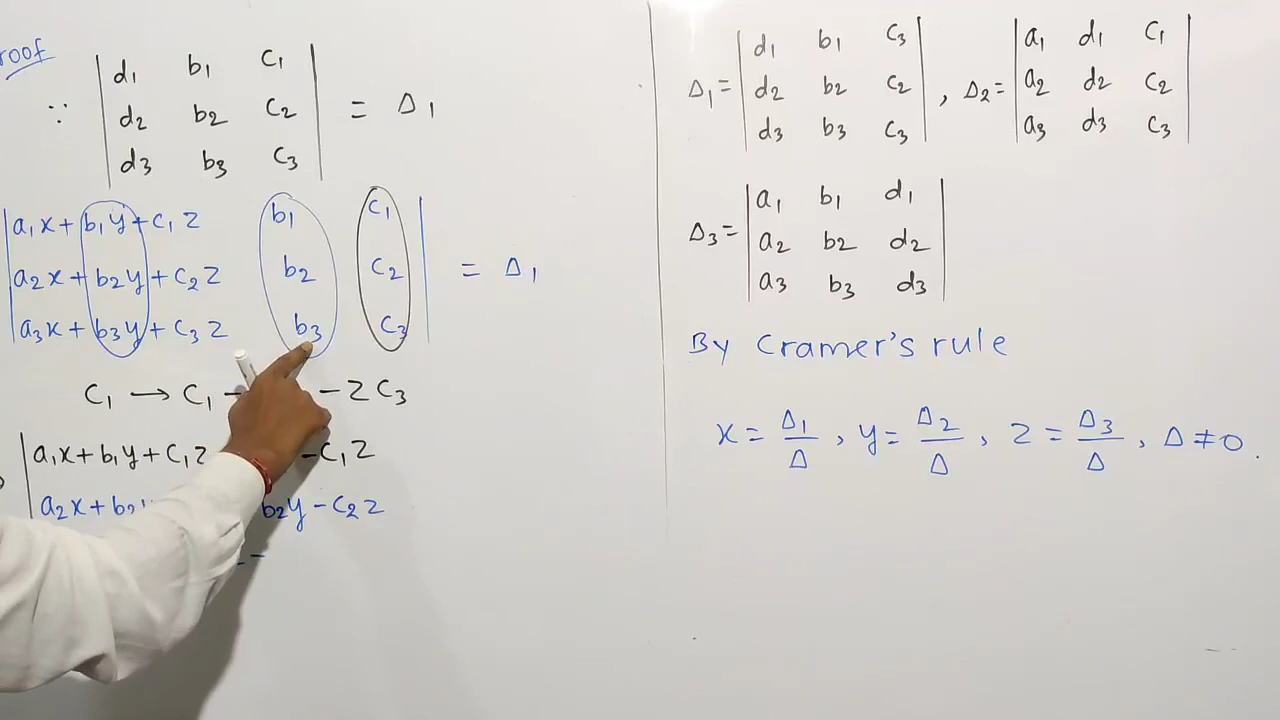 roof
∵ | d1 b1 c1 |
| d2 b2 c2 | = Δ1
| d3 b3 c3 |
| a1x + b1y + c1z b1 c1 |
| a2x + b2y + c2z b2 c2 | = Δ1
| a3x + b3y + c3z b3 c3 |
C1 → C1 - - z C3
| a1x + b1y + c1z - c1z
a2x + b2y b2y - c2z
Δ1 = | d1 b1 c3 | , Δ2 = | a1 d1 c1 |
| d2 b2 c2 | | a2 d2 c2 |
| d3 b3 c3 | | a3 d3 c3 |
Δ3 = | a1 b1 d1 |
| a2 b2 d2 |
| a3 b3 d3 |
By Cramer's rule
x = Δ1/Δ , y = Δ2/Δ , z = Δ3/Δ , Δ ≠ 0 .